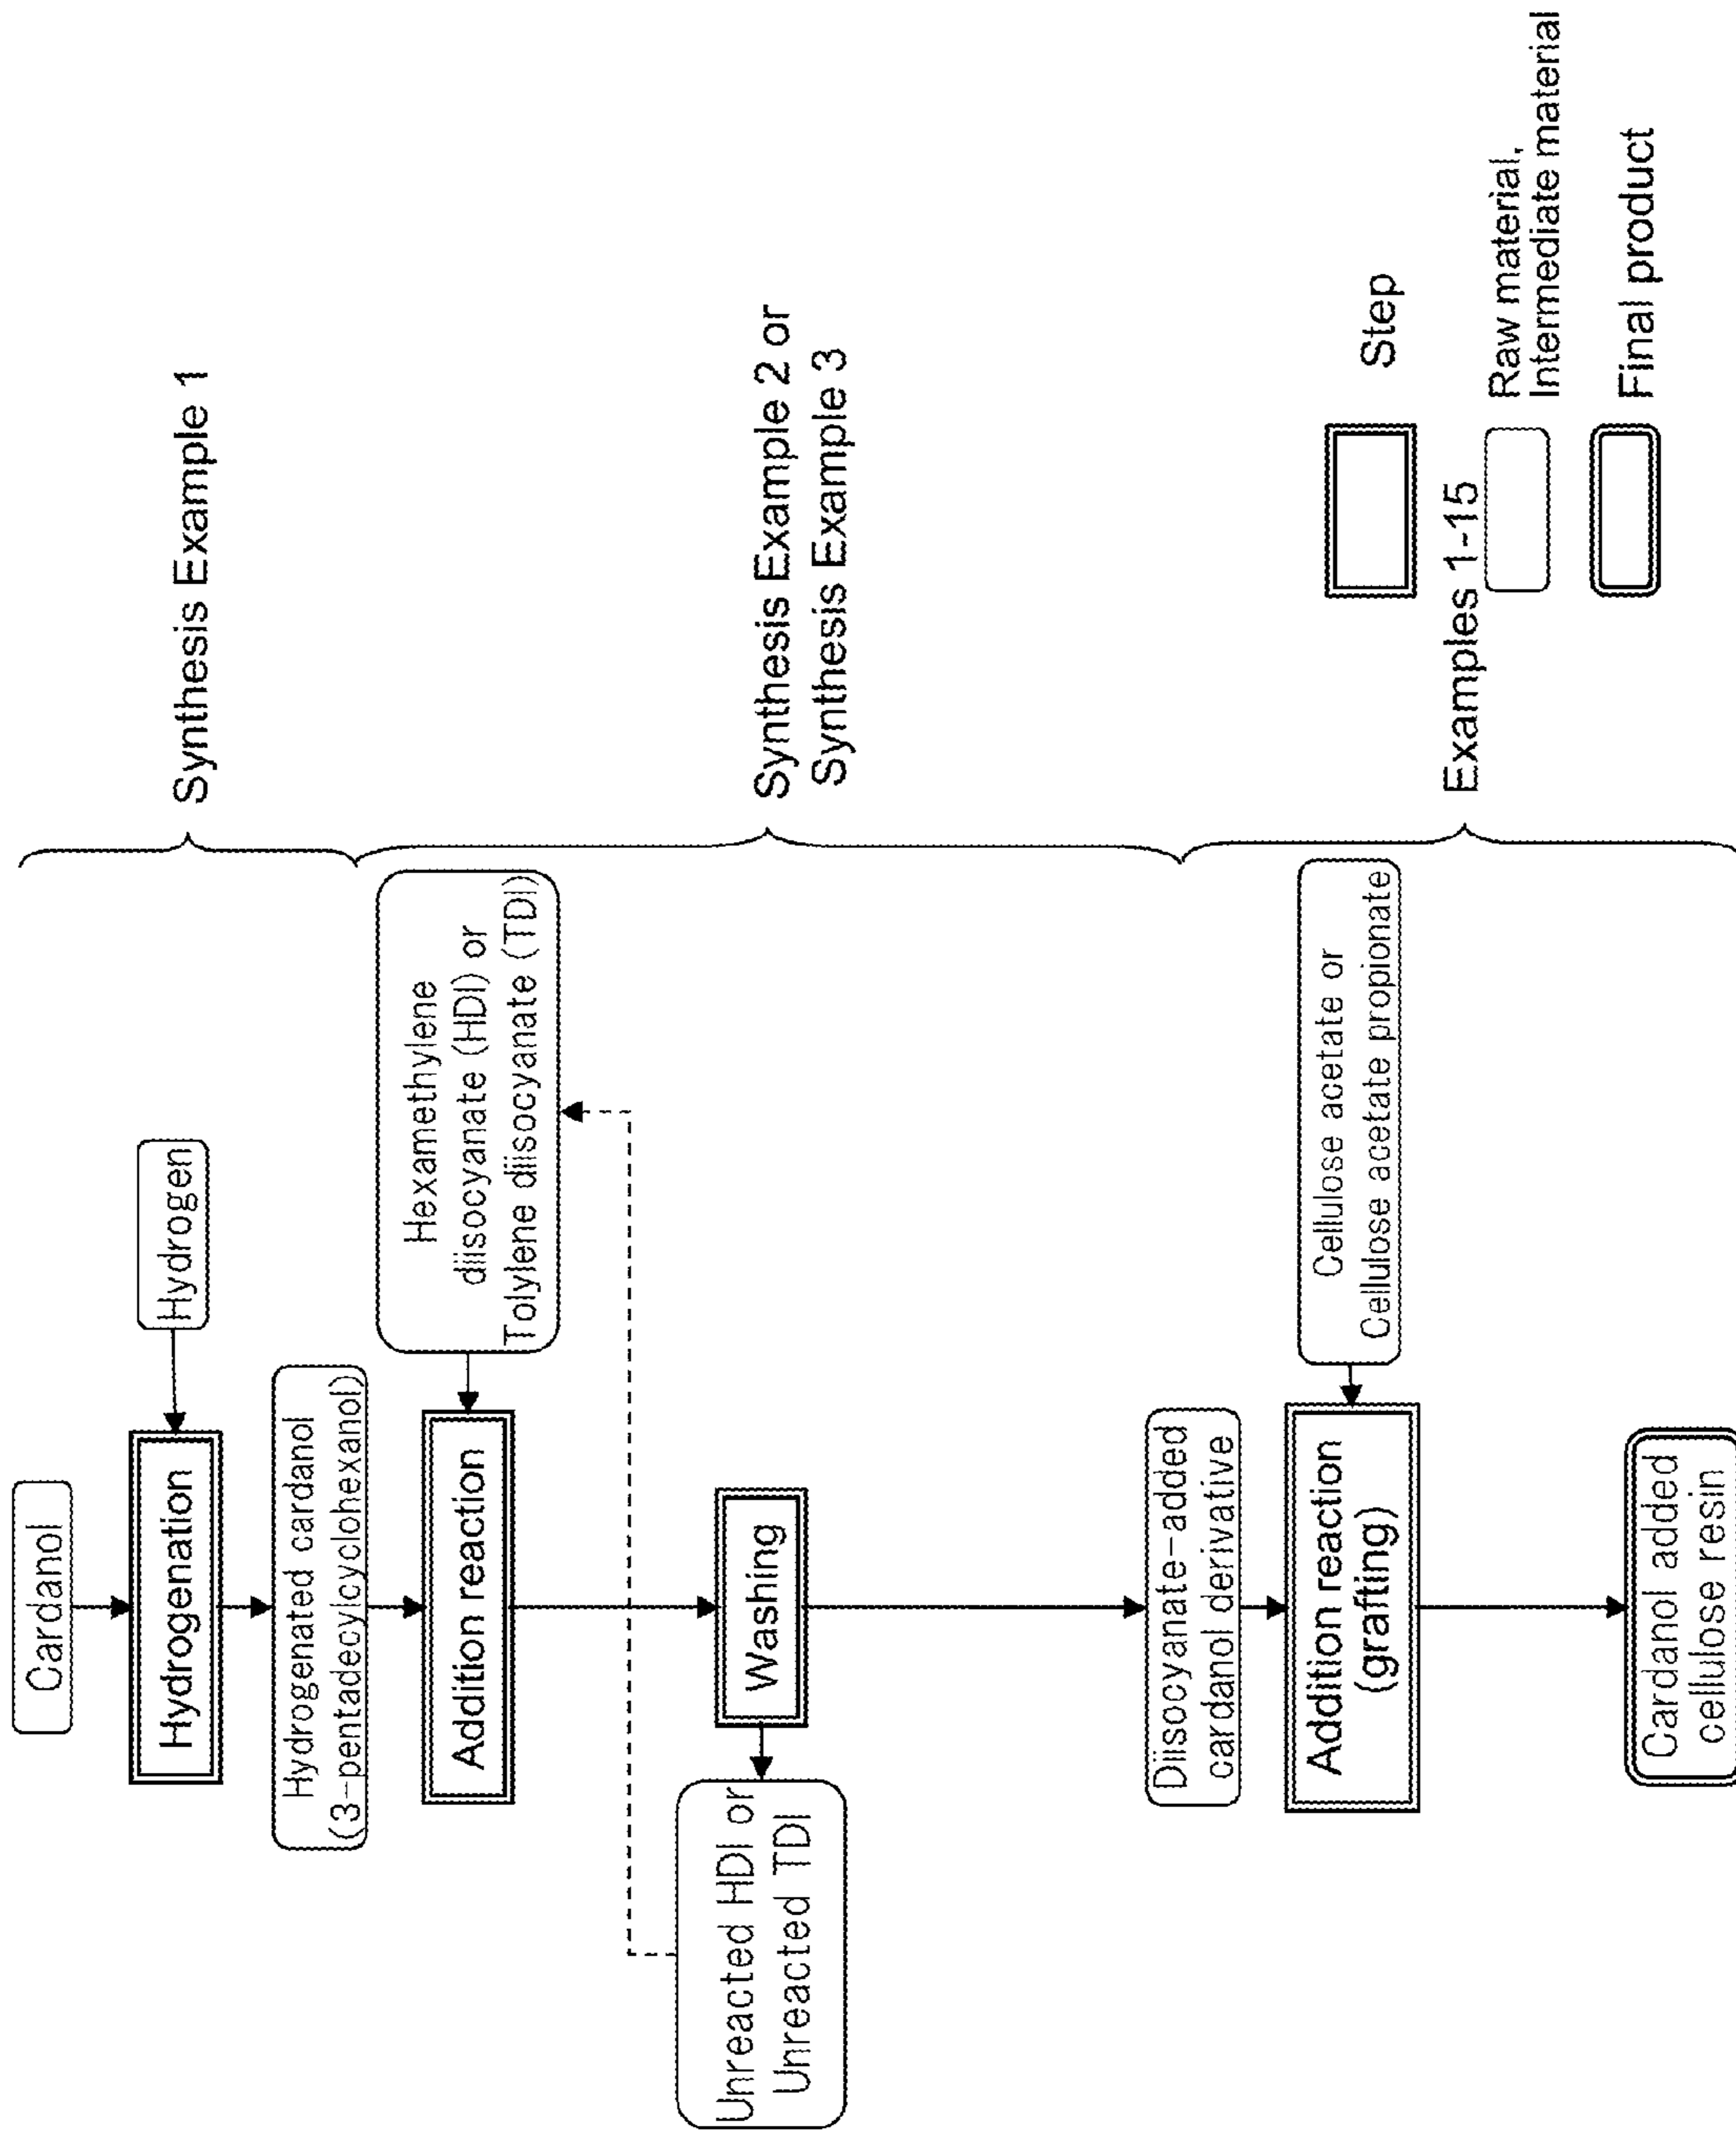 Cardanol
Hydrogen
Hydrogenation
Hydrogenated cardanol
(3-pentadecylcyclohexanol)
Synthesis Example 1
Hexamethylene
diisocyanate (HDI) or
Tolylene diisocyanate (TDI)
Addition reaction
Washing
Unreacted HDI or
Unreacted TDI
Synthesis Example 2 or
Synthesis Example 3
Diisocyanate-added
cardanol derivative
Cellulose acetate or
Cellulose acetate propionate
Addition reaction
(grafting)
Cardanol added
cellulose resin
Examples 1-15
Step
Raw material,
Intermediate material
Final product